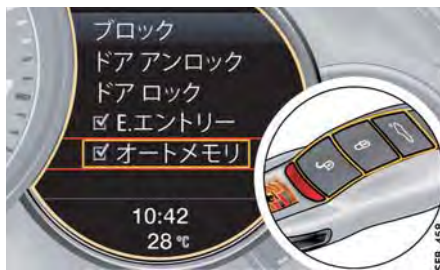 ブロック
ドア アンロック
ドア ロック
☑ E.エントリー
☑ オートメモリ
10:42
28 ℃